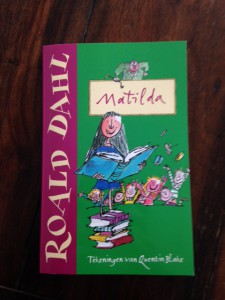 ROALD DAHL
Matilda
Tekeningen van Quentin Blake